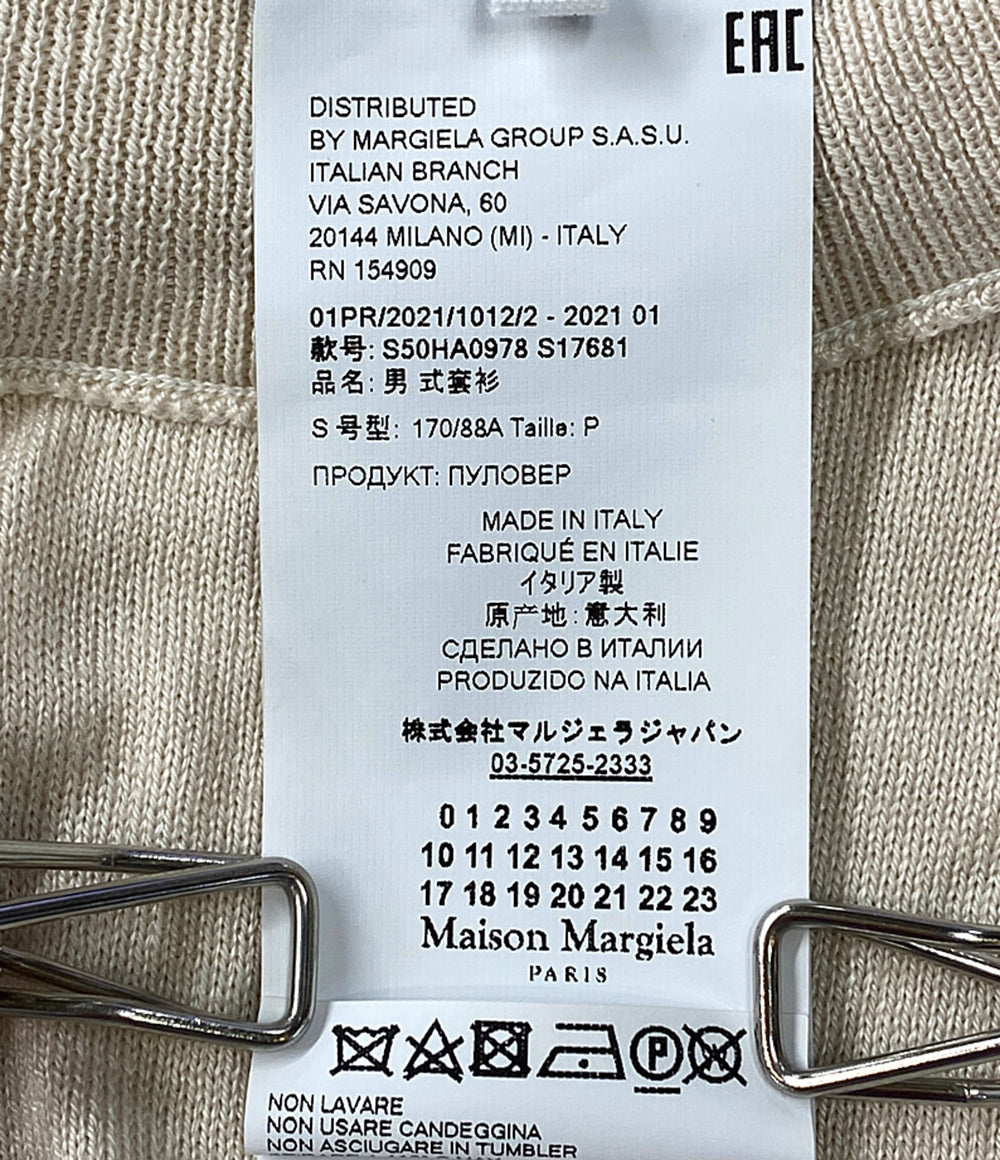 EAC
DISTRIBUTED
BY MARGIELA GROUP S.A.S.U.
ITALIAN BRANCH
VIA SAVONA, 60
20144 MILANO (MI) - ITALY
RN 154909
01PR/2021/1012/2 - 2021 01
款号: S50HA0978 S17681
品名: 男 式套衫
S 号型: 170/88A Taille: P
ПРОДУКТ: ПУЛОВЕР
MADE IN ITALY
FABRIQUÉ EN ITALIE
イタリア製
原产地: 意大利
СДЕЛАНО В ИТАЛИИ
PRODUZIDO NA ITALIA
株式会社マルジェラジャパン
03-5725-2333
0 1 2 3 4 5 6 7 8 9
10 11 12 13 14 15 16
17 18 19 20 21 22 23
Maison Margiela
PARIS
P
NON LAVARE
NON USARE CANDEGGINA
NON ASCIUGARE IN TUMBLER